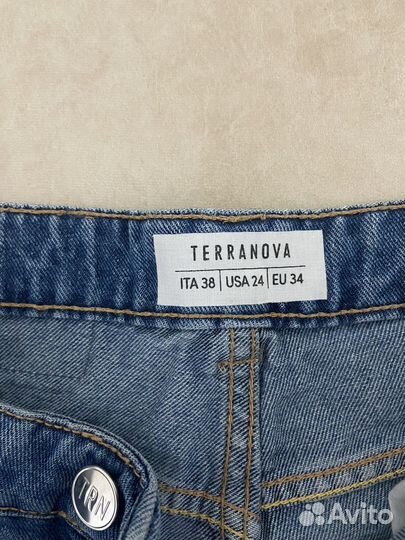 TERRANOVA
ITA 38 | USA 24 | EU 34
TRN
Avito